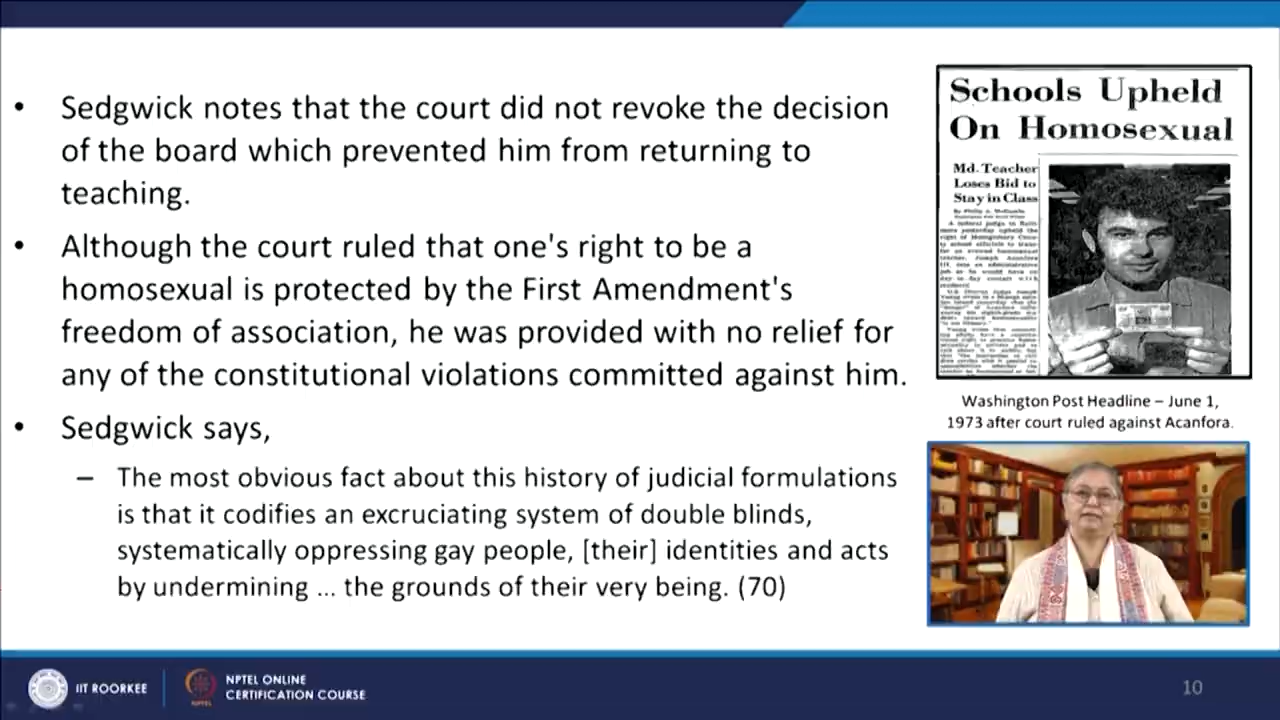 • Sedgwick notes that the court did not revoke the decision
of the board which prevented him from returning to
teaching.
• Although the court ruled that one's right to be a
homosexual is protected by the First Amendment's
freedom of association, he was provided with no relief for
any of the constitutional violations committed against him.
• Sedgwick says,
– The most obvious fact about this history of judicial formulations
is that it codifies an excruciating system of double blinds,
systematically oppressing gay people, [their] identities and acts
by undermining ... the grounds of their very being. (70)
Schools Upheld
On Homosexual
Md. Teacher
Loses Bid to
Stay in Class
Washington Post Headline – June 1,
1973 after court ruled against Acanfora.
IIT ROORKEE
NPTEL
NPTEL ONLINE
CERTIFICATION COURSE
10